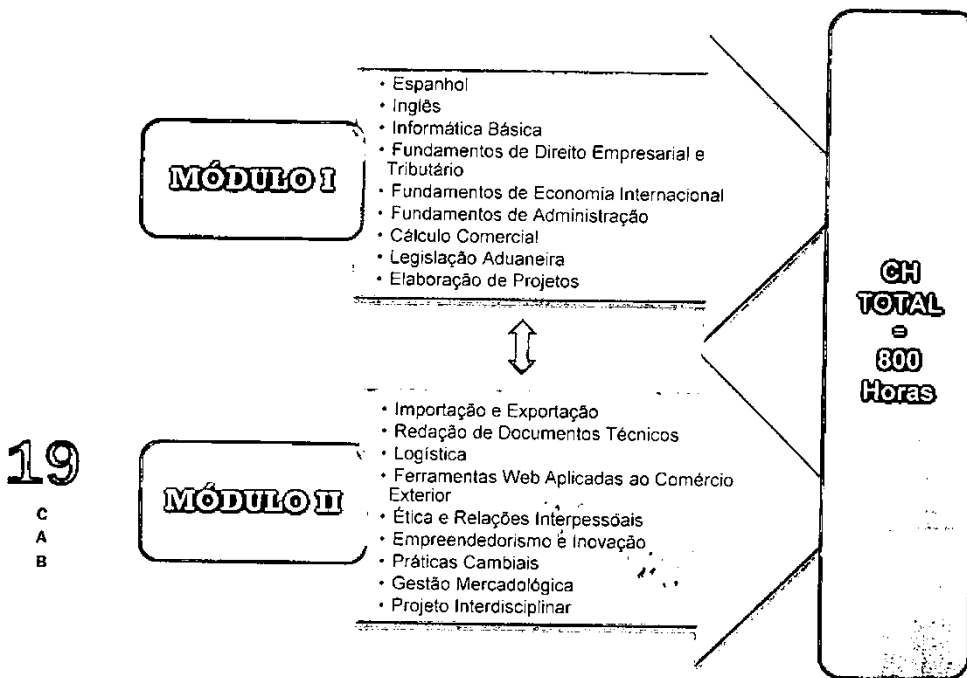 MÓDULO I
• Espanhol
• Inglês
• Informática Básica
• Fundamentos de Direito Empresarial e
Tributário
• Fundamentos de Economia Internacional
• Fundamentos de Administração
• Cálculo Comercial
• Legislação Aduaneira
• Elaboração de Projetos
MÓDULO II
• Importação e Exportação
• Redação de Documentos Técnicos
• Logística
• Ferramentas Web Aplicadas ao Comércio
Exterior
• Ética e Relações Interpessoais
• Empreendedorismo e Inovação
• Práticas Cambiais
• Gestão Mercadológica
• Projeto Interdisciplinar
CH
TOTAL
=
800
Horas
19
C
A
B